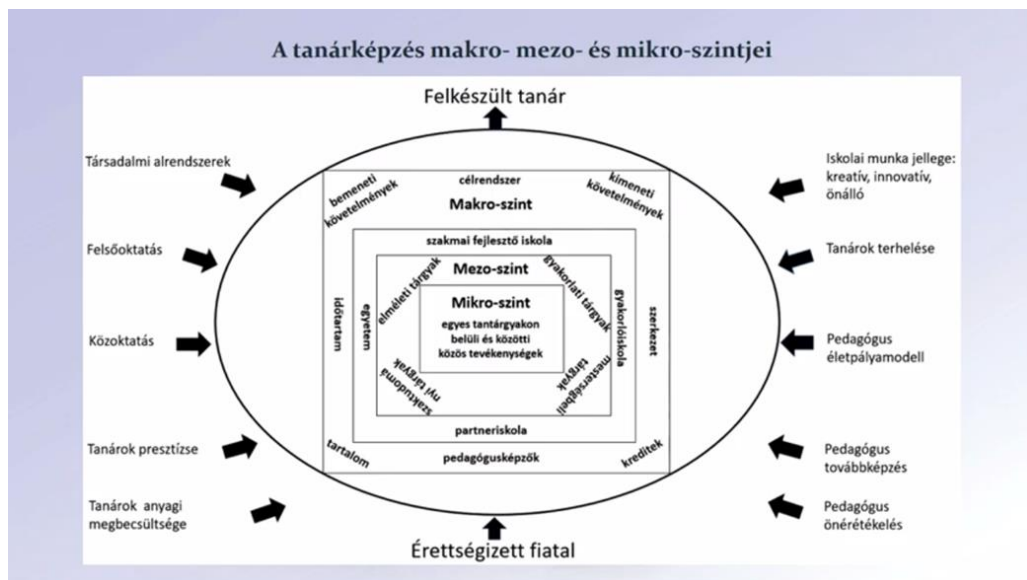 A tanárképzés makro- mezo- és mikro-szintjei
Felkészült tanár
Társadalmi alrendszerek
Felsőoktatás
Közoktatás
Tanárok presztízse
Tanárok anyagi
megbecsültsége
bemeneti
követelmények
célrendszer
kimeneti
követelmények
Makro-szint
szakmai fejlesztő iskola
Mezo-szint
elméleti tárgyak
gyakorlati tárgyak
Mikro-szint
egyes tantárgyakon
belüli és közötti
közös tevékenységek
időtartam
egyetem
gyakorlóiskola
szerkezet
szaktudomá
nyi tárgyak
mesterségbeli
tárgyak
partneriskola
tartalom
pedagógusképzők
kreditek
Iskolai munka jellege:
kreatív, innovatív,
önálló
Tanárok terhelése
Pedagógus
életpályamodell
Pedagógus
továbbképzés
Pedagógus
önérétékelés
Érettségizett fiatal